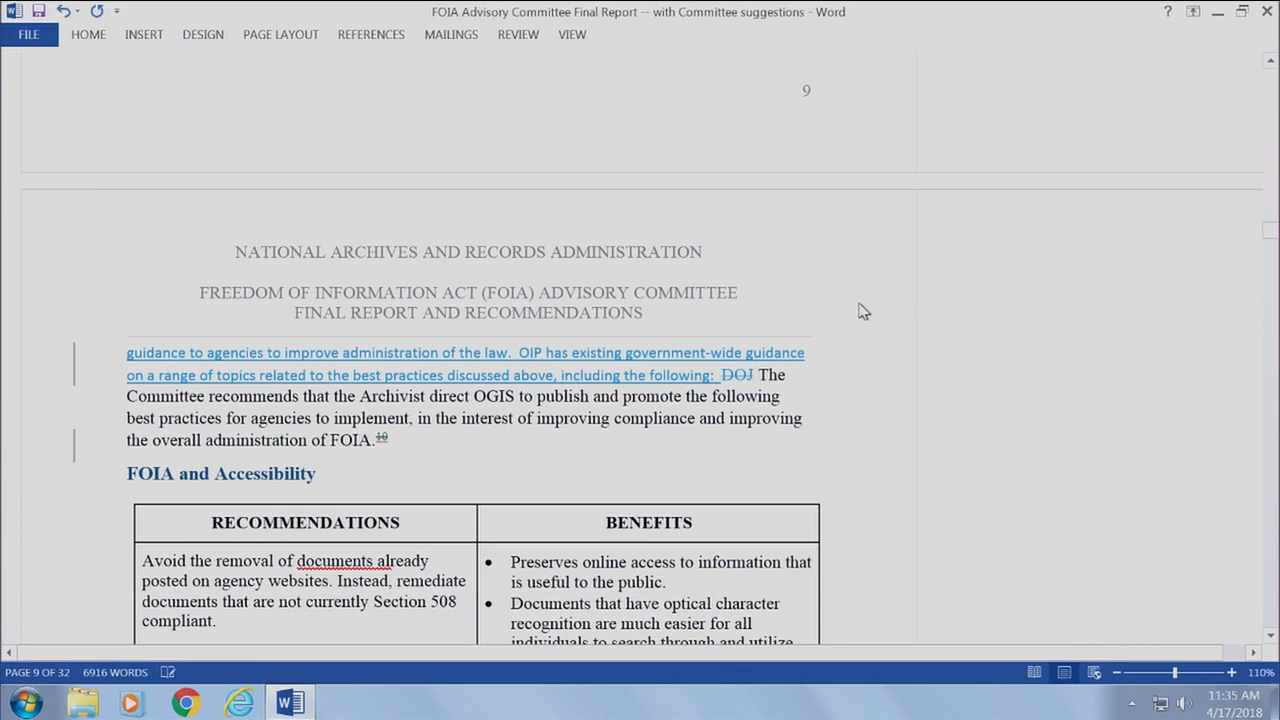 FOIA Advisory Committee Final Report -- with Committee suggestions - Word
?
FILE HOME INSERT DESIGN PAGE LAYOUT REFERENCES MAILINGS REVIEW VIEW
9
NATIONAL ARCHIVES AND RECORDS ADMINISTRATION
FREEDOM OF INFORMATION ACT (FOIA) ADVISORY COMMITTEE
FINAL REPORT AND RECOMMENDATIONS
guidance to agencies to improve administration of the law. OIP has existing government-wide guidance
on a range of topics related to the best practices discussed above, including the following: DOJ The
Committee recommends that the Archivist direct OGIS to publish and promote the following
best practices for agencies to implement, in the interest of improving compliance and improving
the overall administration of FOIA.10
FOIA and Accessibility
RECOMMENDATIONS
Avoid the removal of documents already
posted on agency websites. Instead, remediate
documents that are not currently Section 508
compliant.
BENEFITS
• Preserves online access to information that
is useful to the public.
• Documents that have optical character
recognition are much easier for all
individuals to search through and utilize
PAGE 9 OF 32 6916 WORDS 110%
11:35 AM
4/17/2018